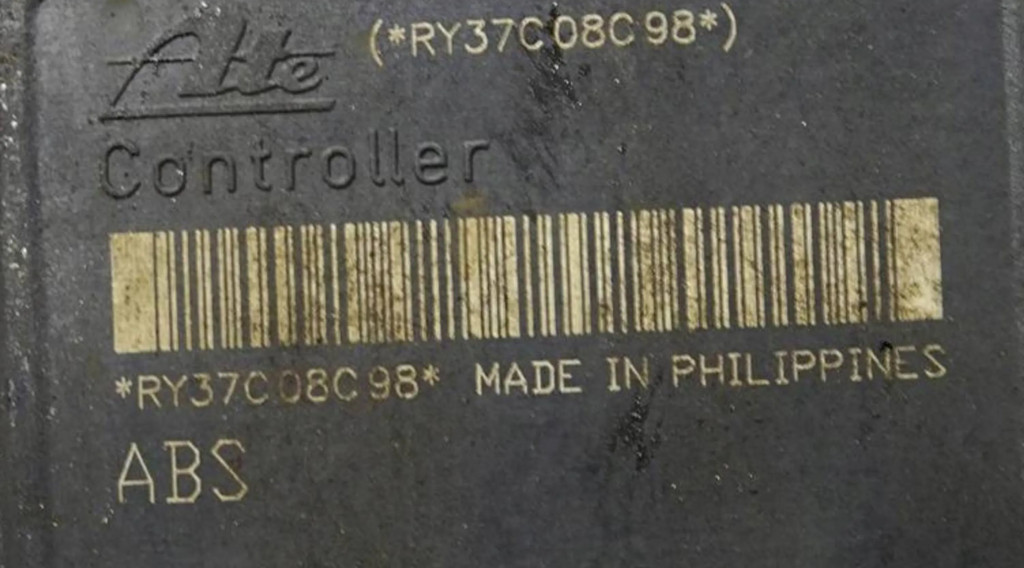 (*RY37C08C98*)
Ate
Controller
*RY37C08C98* MADE IN PHILIPPINES
ABS